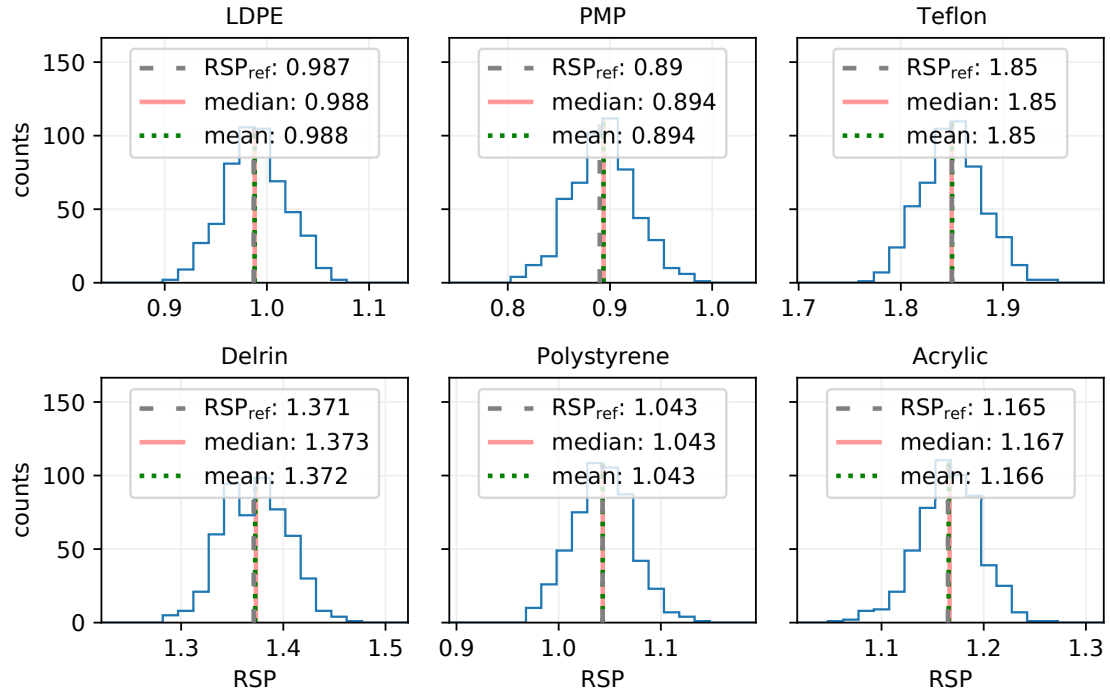 LDPE
PMP
Teflon
150
100
50
0
counts
RSPref: 0.987
median: 0.988
mean: 0.988
RSPref: 0.89
median: 0.894
mean: 0.894
RSPref: 1.85
median: 1.85
mean: 1.85
0.9 1.0 1.1
0.8 0.9 1.0
1.7 1.8 1.9
Delrin
Polystyrene
Acrylic
150
100
50
0
counts
RSPref: 1.371
median: 1.373
mean: 1.372
RSPref: 1.043
median: 1.043
mean: 1.043
RSPref: 1.165
median: 1.167
mean: 1.166
1.3 1.4 1.5
0.9 1.0 1.1
1.1 1.2 1.3
RSP
RSP
RSP